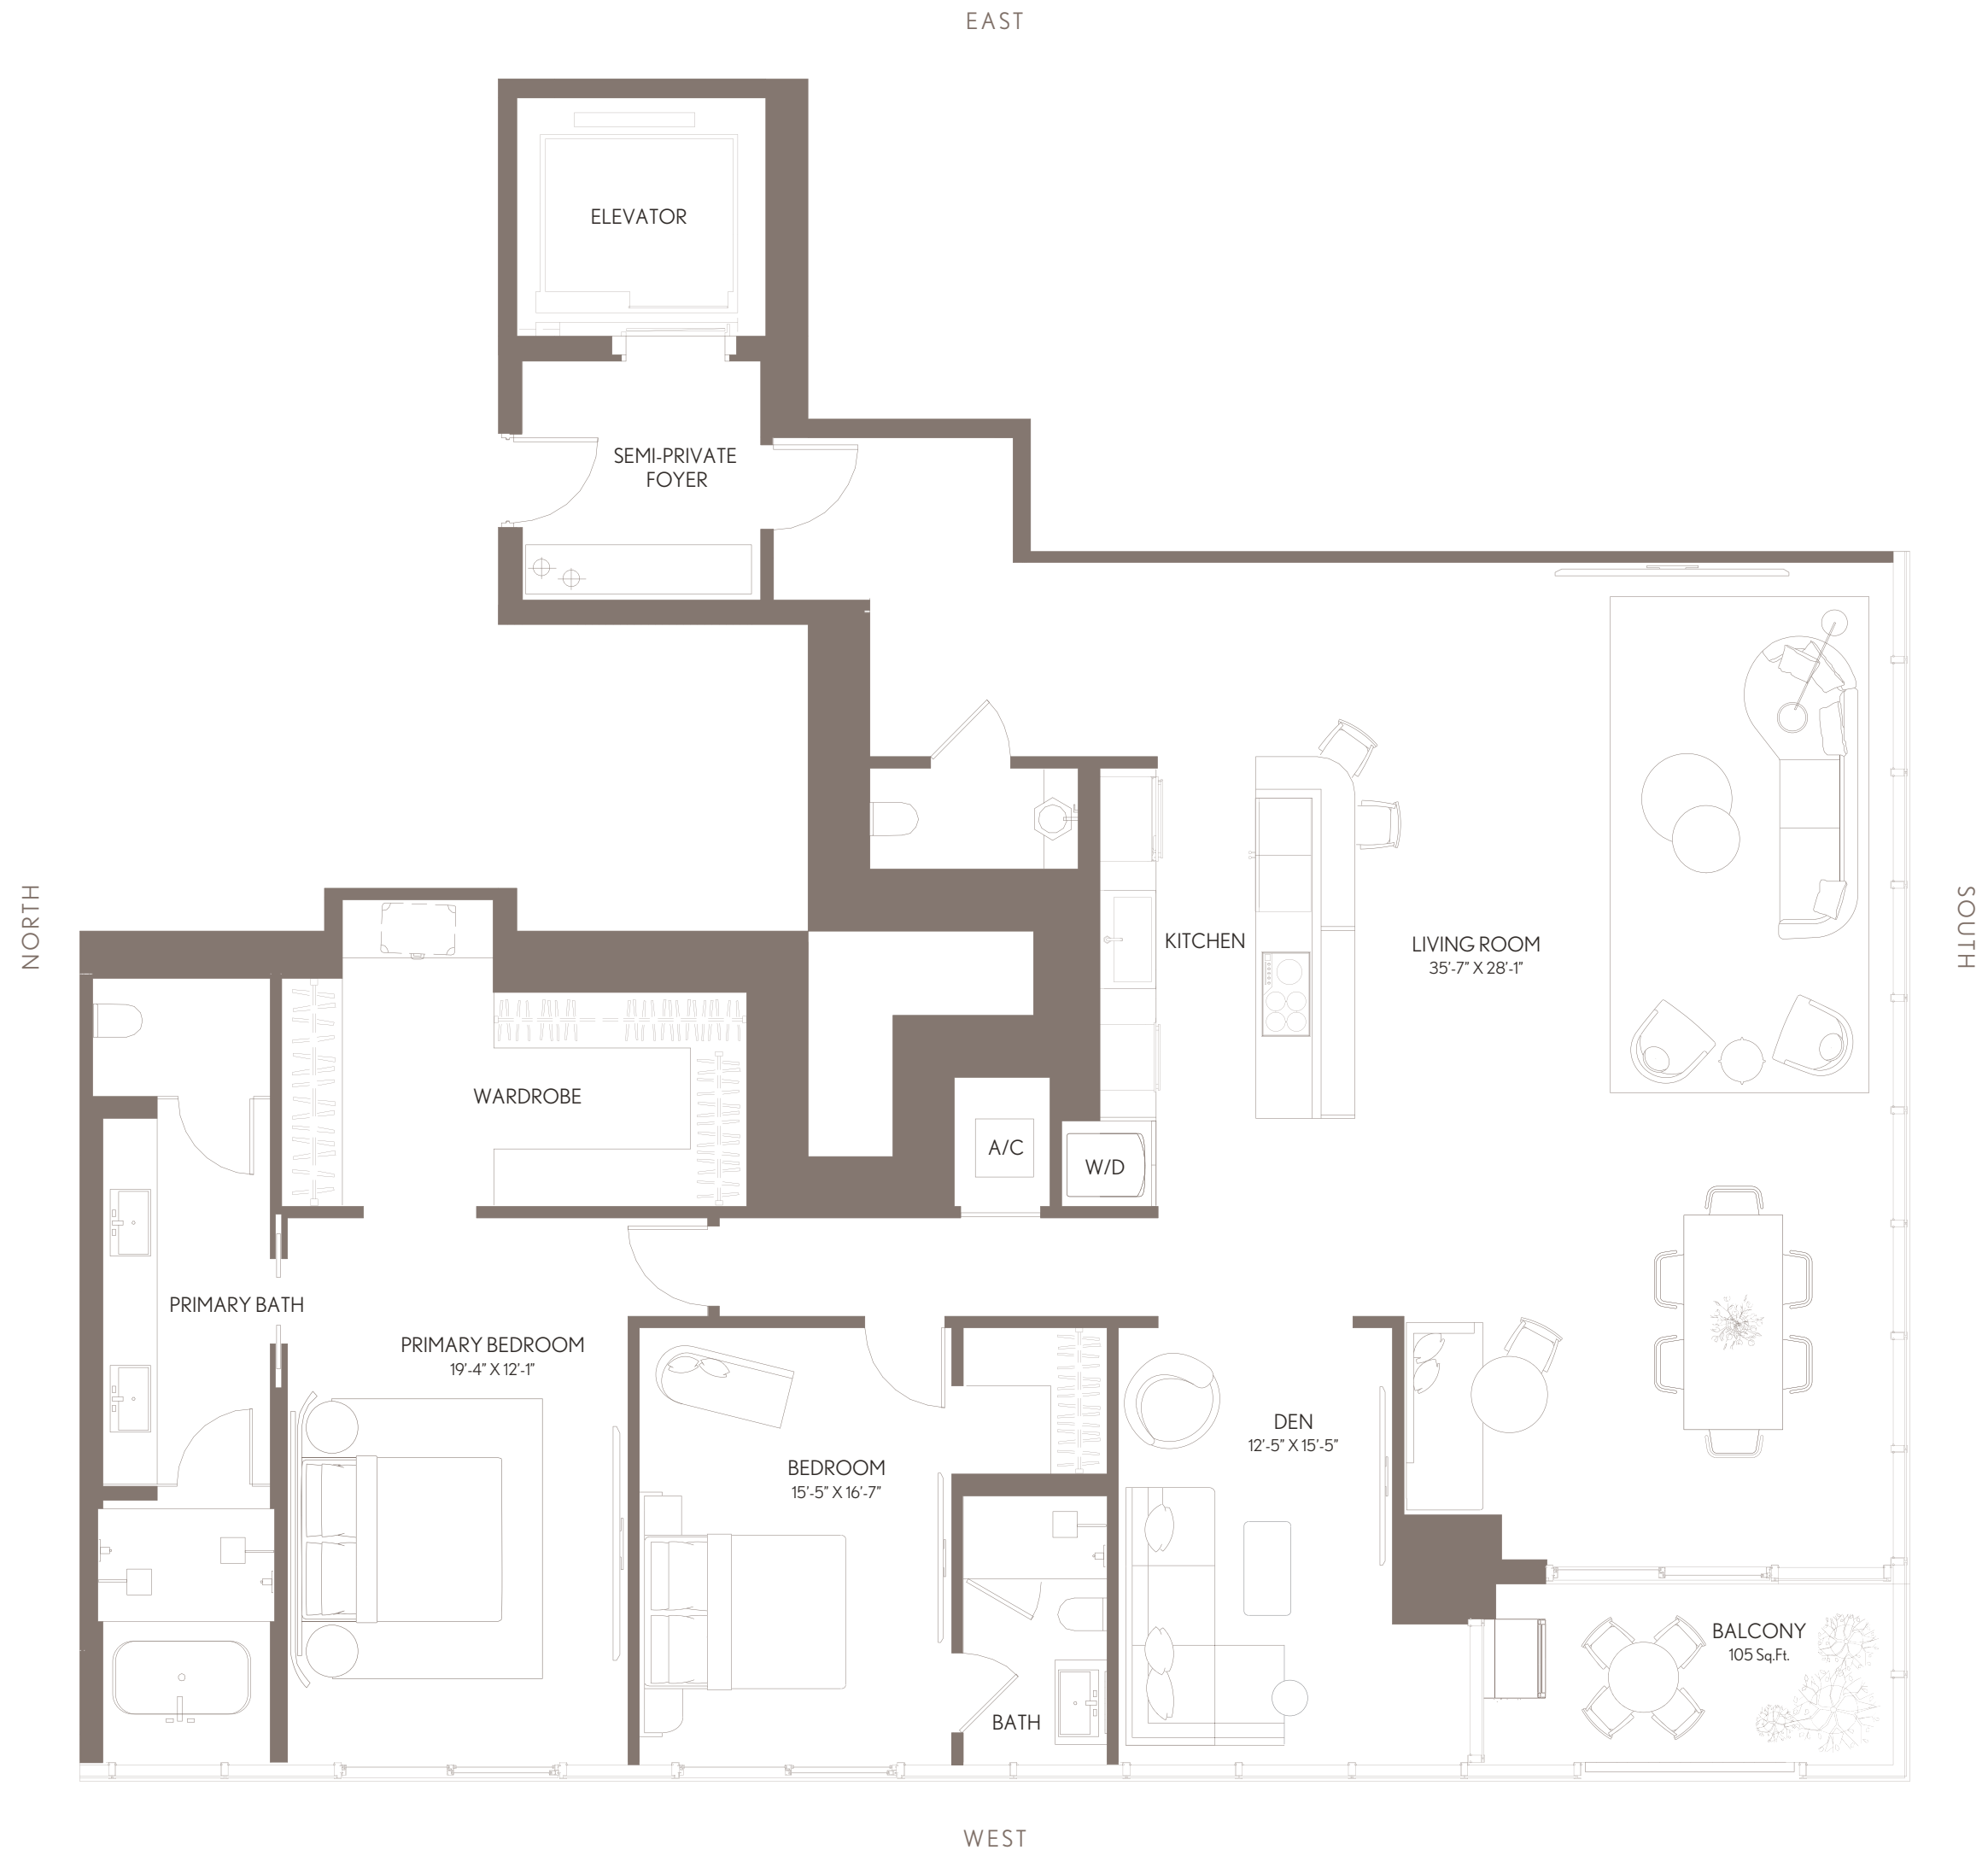 EAST
ELEVATOR
SEMI-PRIVATE
FOYER
NORTH
SOUTH
KITCHEN
LIVING ROOM
35'-7" X 28'-1"
WARDROBE
A/C
W/D
PRIMARY BATH
PRIMARY BEDROOM
19'-4" X 12'-1"
DEN
12'-5" X 15'-5"
BEDROOM
15'-5" X 16'-7"
BALCONY
105 Sq.Ft.
BATH
WEST